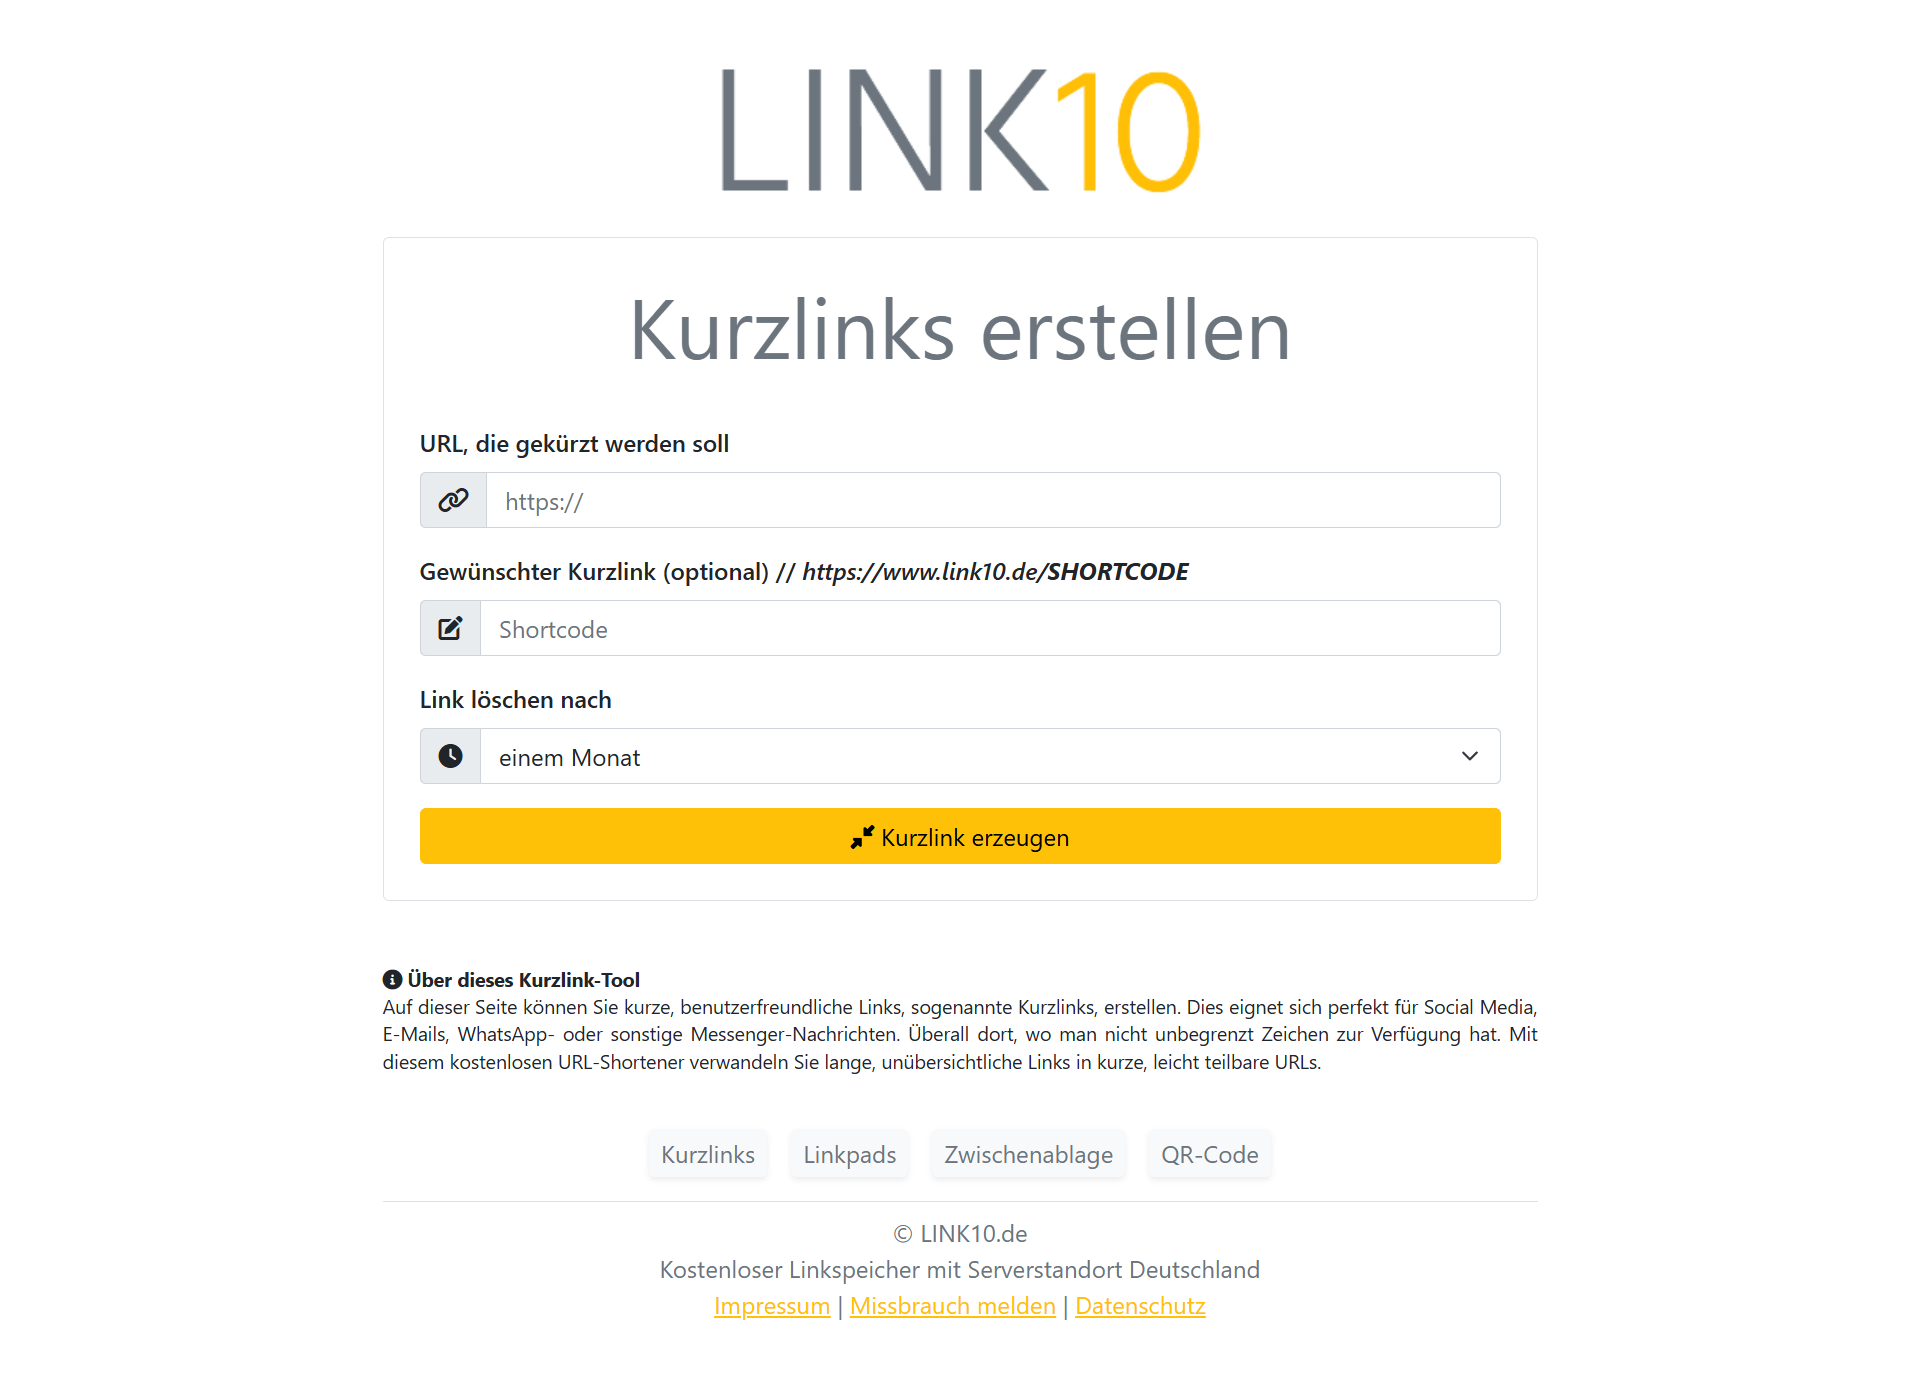 LINK10
Kurzlinks erstellen
URL, die gekürzt werden soll
https://
Gewünschter Kurzlink (optional) // https://www.link10.de/SHORTCODE
Shortcode
Link löschen nach
einem Monat
Kurzlink erzeugen
Über dieses Kurzlink-Tool
Auf dieser Seite können Sie kurze, benutzerfreundliche Links, sogenannte Kurzlinks, erstellen. Dies eignet sich perfekt für Social Media,
E-Mails, WhatsApp- oder sonstige Messenger-Nachrichten. Überall dort, wo man nicht unbegrenzt Zeichen zur Verfügung hat. Mit
diesem kostenlosen URL-Shortener verwandeln Sie lange, unübersichtliche Links in kurze, leicht teilbare URLs.
Kurzlinks Linkpads Zwischenablage QR-Code
© LINK10.de
Kostenloser Linkspeicher mit Serverstandort Deutschland
Impressum | Missbrauch melden | Datenschutz